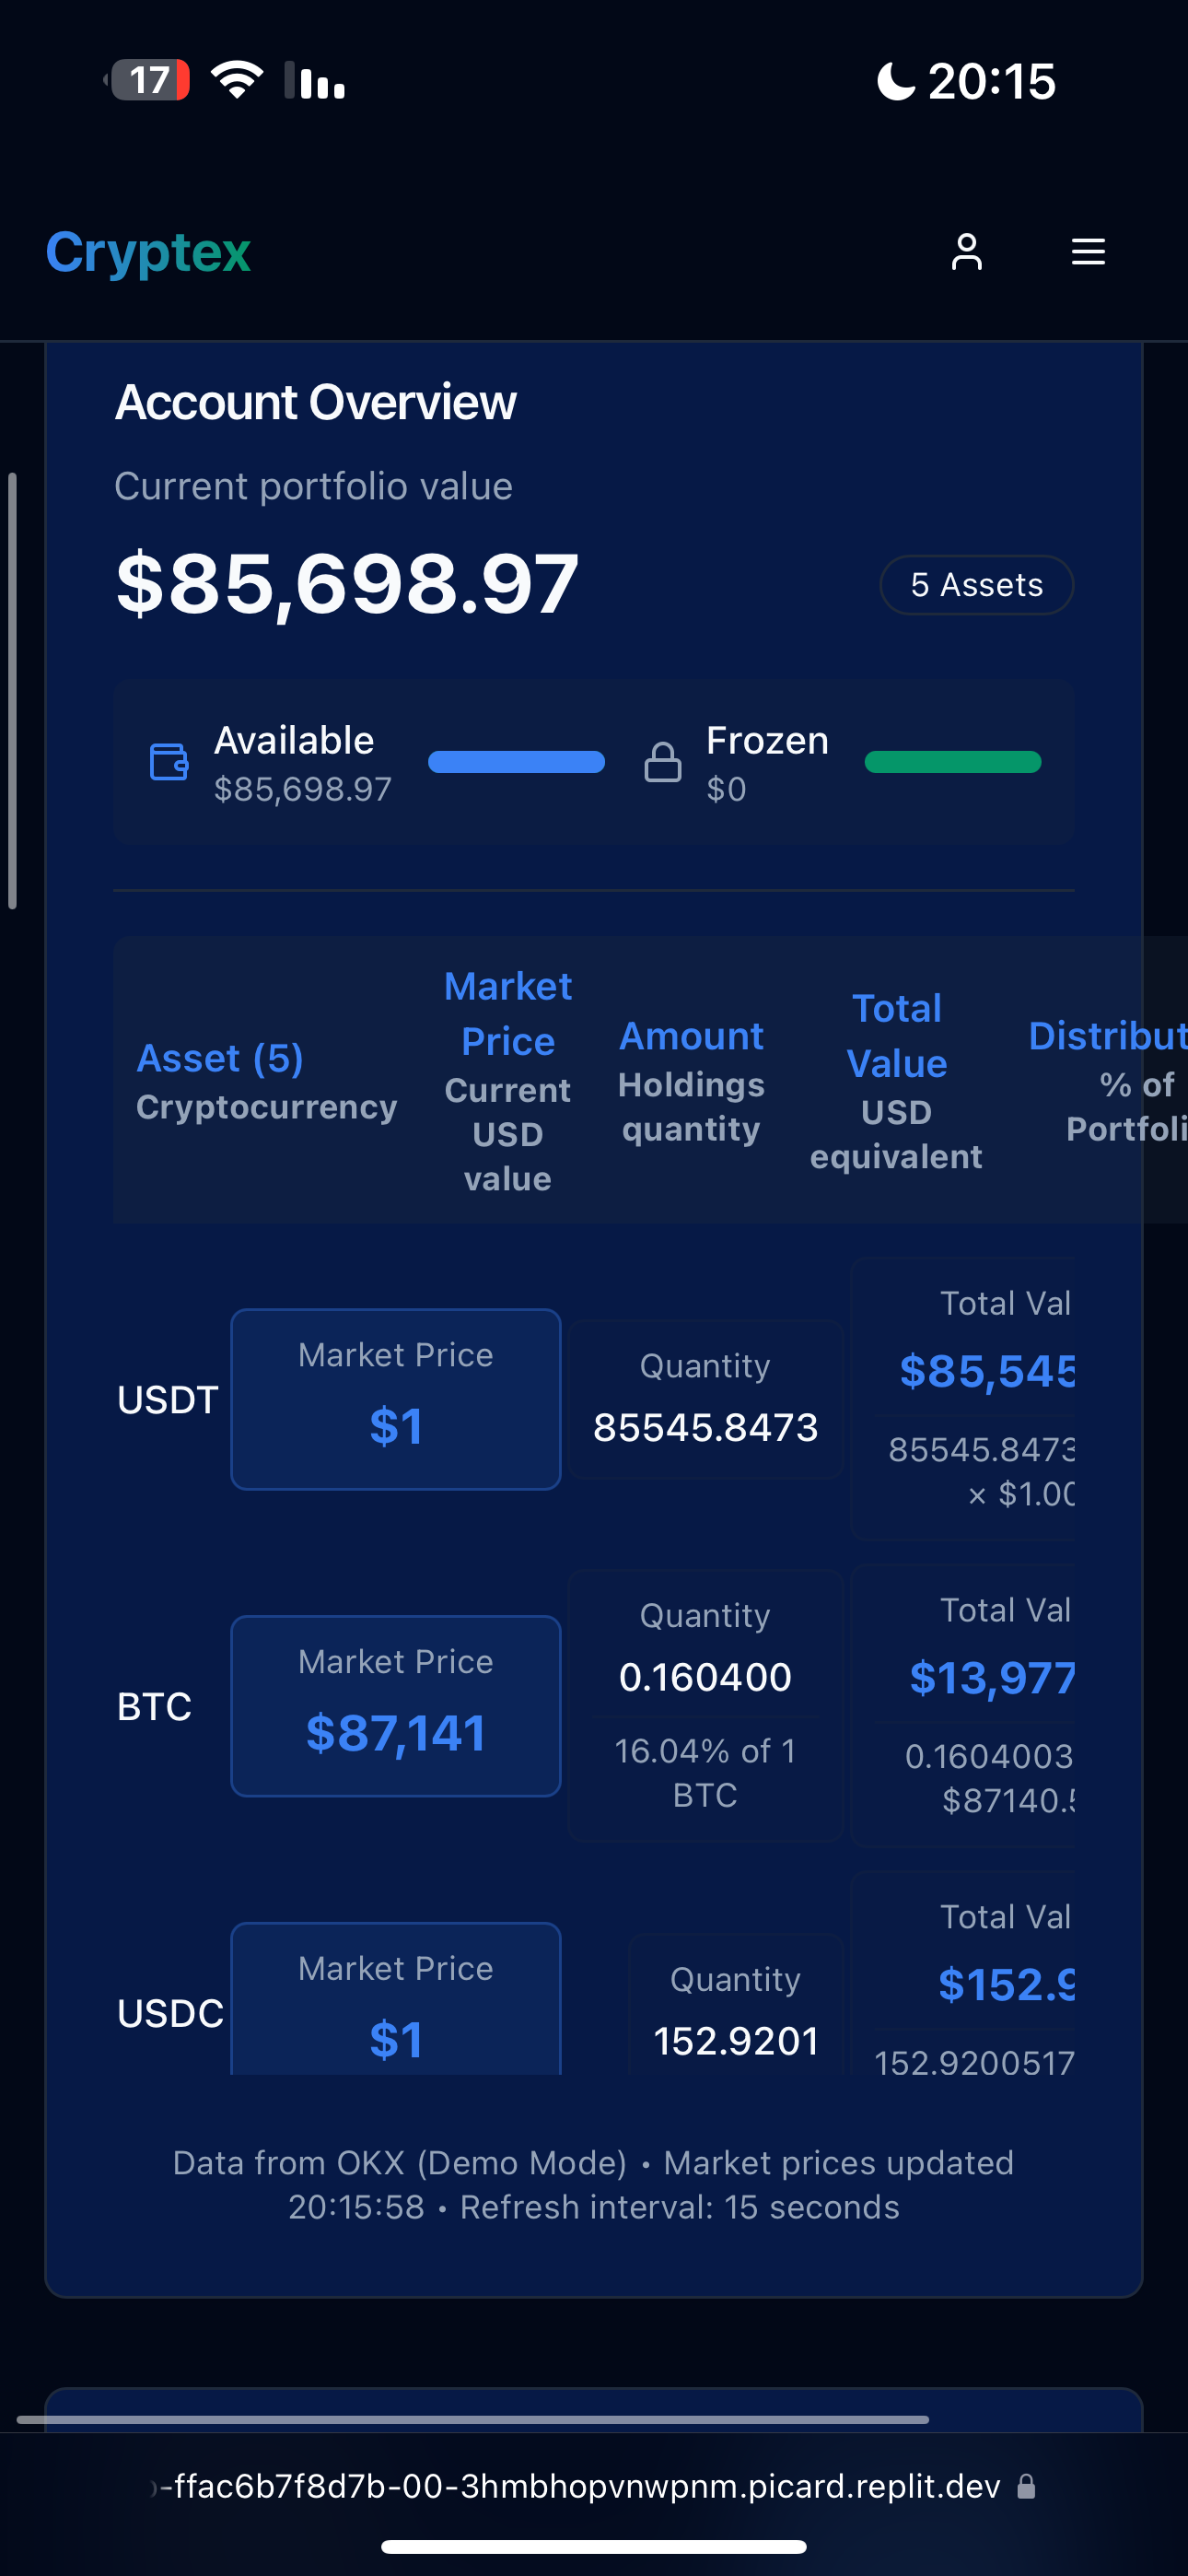 17
20:15
Cryptex
Account Overview
Current portfolio value
$85,698.97
5 Assets
Available
$85,698.97
Frozen
$0
Asset (5)
Cryptocurrency
Market
Price
Current
USD
value
Amount
Holdings
quantity
Total
Value
USD
equivalent
Distribut
% of
Portfoli
USDT
Market Price
$1
Quantity
85545.8473
Total Val
$85,545
85545.8473
× $1.00
BTC
Market Price
$87,141
Quantity
0.160400
16.04% of 1
BTC
Total Val
$13,977
0.1604003
$87140.5
USDC
Market Price
$1
Quantity
152.9201
Total Val
$152.9
152.9200517
Data from OKX (Demo Mode) • Market prices updated
20:15:58 • Refresh interval: 15 seconds
-ffac6b7f8d7b-00-3hmbhopvnwpnm.picard.replit.dev